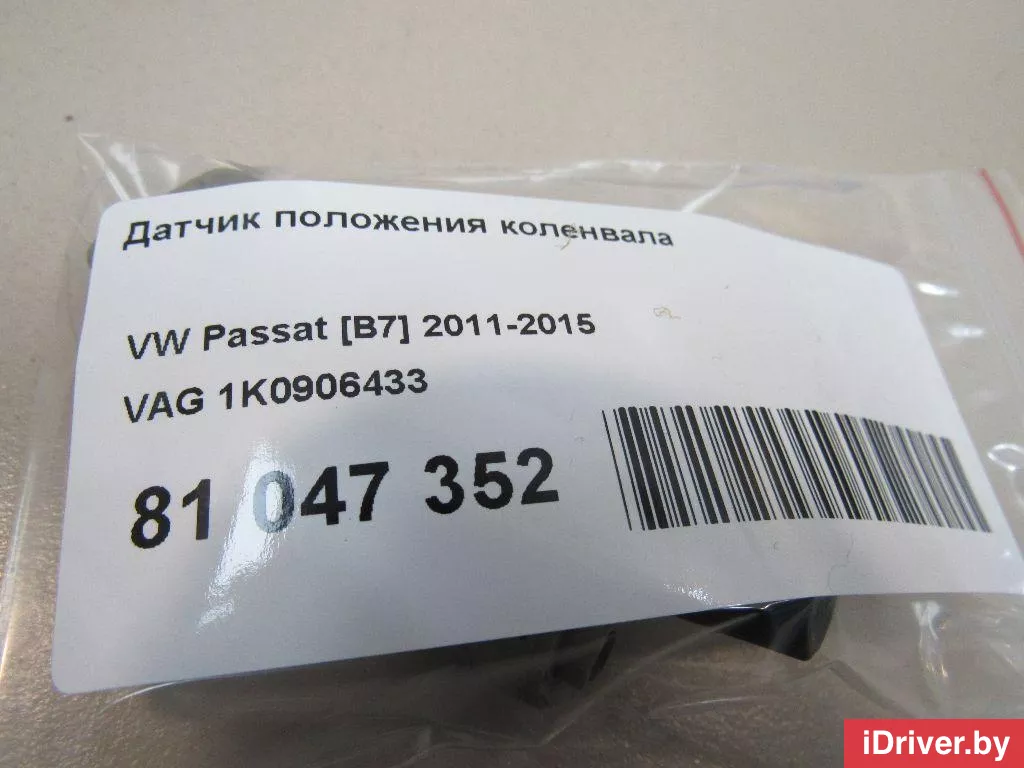 Датчик положения коленвала
VW Passat [B7] 2011-2015
VAG 1K0906433
81 047 352
iDriver.by